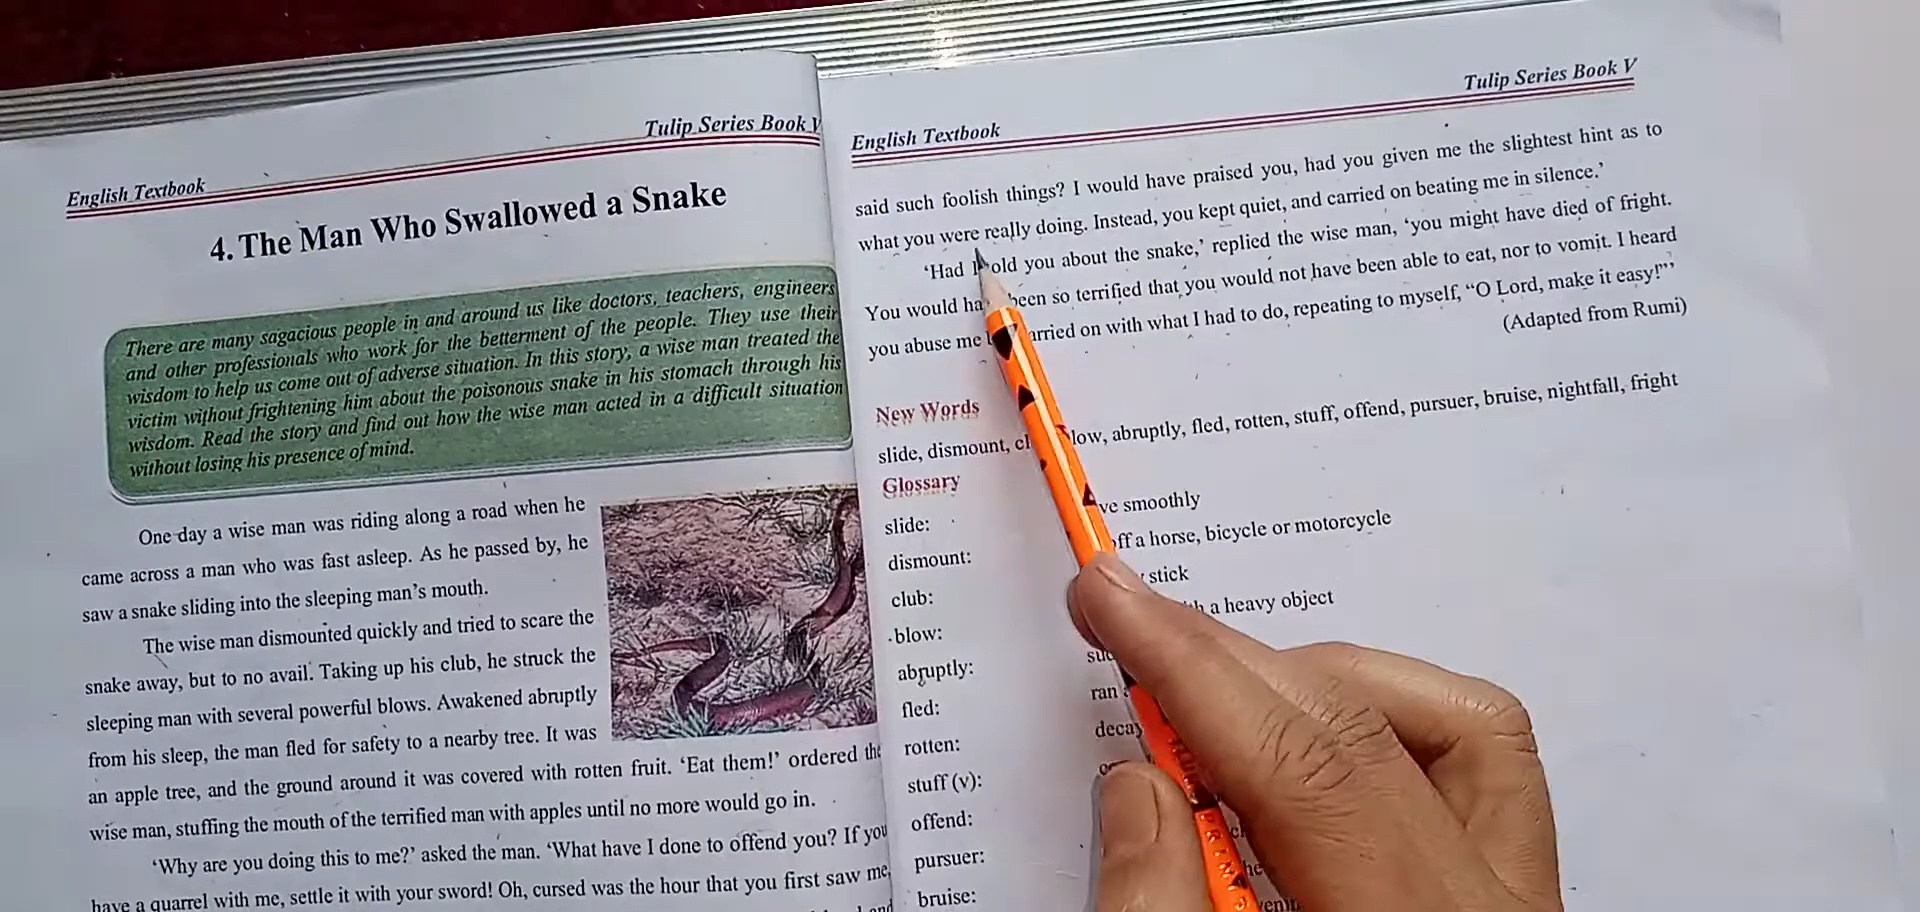 English Textbook
Tulip Series Book V
4. The Man Who Swallowed a Snake
There are many sagacious people in and around us like doctors, teachers, engineers
and other professionals who work for the betterment of the people. They use their
wisdom to help us come out of adverse situation. In this story, a wise man treated the
victim without frightening him about the poisonous snake in his stomach through his
wisdom. Read the story and find out how the wise man acted in a difficult situation
without losing his presence of mind.
One day a wise man was riding along a road when he
came across a man who was fast asleep. As he passed by, he
saw a snake sliding into the sleeping man's mouth.
The wise man dismounted quickly and tried to scare the
snake away, but to no avail. Taking up his club, he struck the
sleeping man with several powerful blows. Awakened abruptly
from his sleep, the man fled for safety to a nearby tree. It was
an apple tree, and the ground around it was covered with rotten fruit. 'Eat them!' ordered the
wise man, stuffing the mouth of the terrified man with apples until no more would go in.
'Why are you doing this to me?' asked the man. 'What have I done to offend you? If you
have a quarrel with me, settle it with your sword! Oh, cursed was the hour that you first saw me,
and
English Textbook
Tulip Series Book V
said such foolish things? I would have praised you, had you given me the slightest hint as to
what you were really doing. Instead, you kept quiet, and carried on beating me in silence.'
'Had I old you about the snake,' replied the wise man, 'you might have died of fright.
You would ha been so terrified that you would not have been able to eat, nor to vomit. I heard
you abuse me arried on with what I had to do, repeating to myself, "O Lord, make it easy!"'
(Adapted from Rumi)
New Words
slide, dismount, cl low, abruptly, fled, rotten, stuff, offend, pursuer, bruise, nightfall, fright
Glossary
slide: ve smoothly
dismount: off a horse, bicycle or motorcycle
club: stick
blow: a heavy object
abruptly: su
fled: ran
rotten: decay
stuff (v):
offend:
pursuer:
bruise: